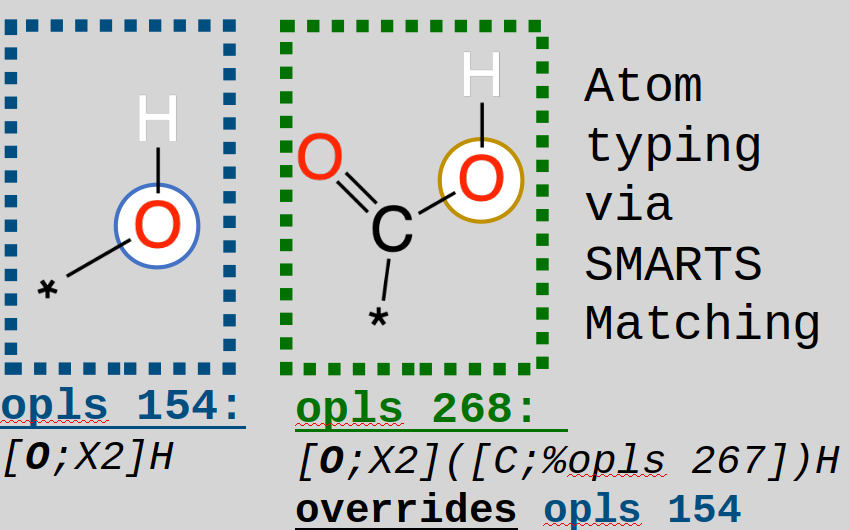 H
O
*
O
H
O
C
*
Atom
typing
via
SMARTS
Matching
opls 154:
[O;X2]H
opls 268:
[O;X2]([C;%opls 267])H
overrides opls 154